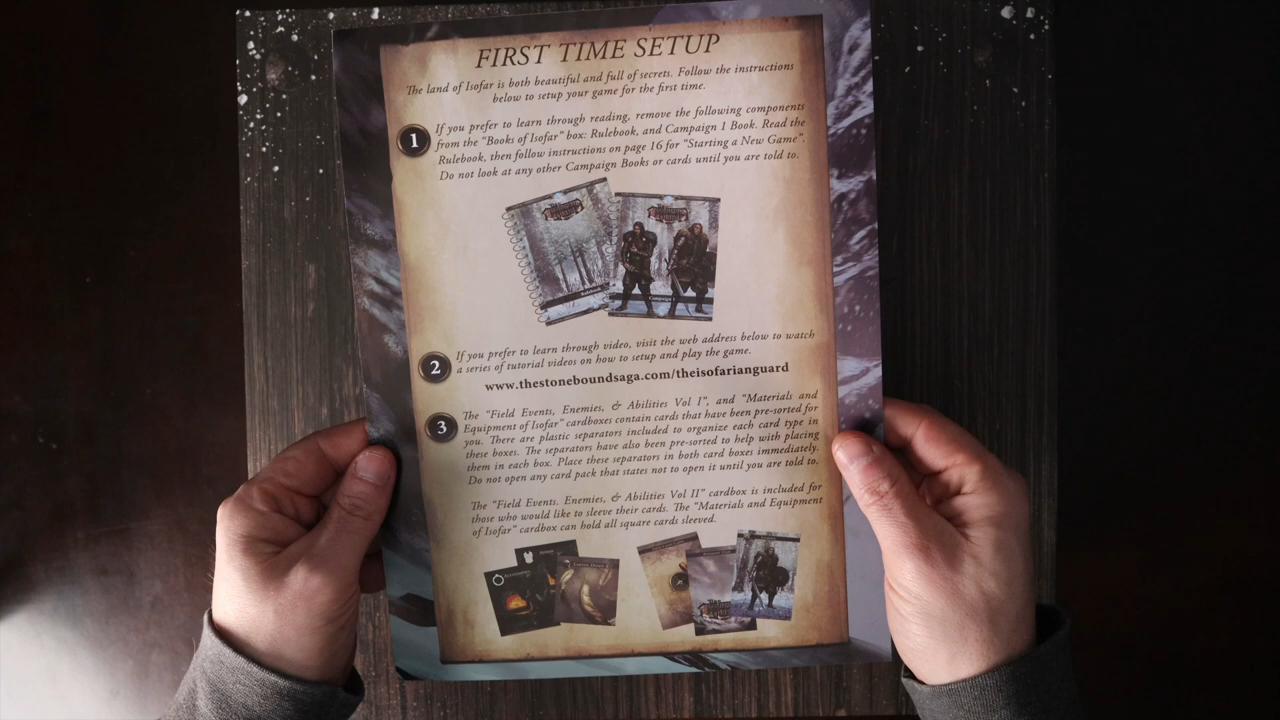 FIRST TIME SETUP
The land of Isofar is both beautiful and full of secrets. Follow the instructions
below to setup your game for the first time.
1
If you prefer to learn through reading, remove the following components
from the “Books of Isofar” box: Rulebook, and Campaign 1 Book. Read the
Rulebook, then follow instructions on page 16 for “Starting a New Game”.
Do not look at any other Campaign Books or cards until you are told to.
Rulebook
Campaign 1
2
If you prefer to learn through video, visit the web address below to watch
a series of tutorial videos on how to setup and play the game.
www.thestoneboundsaga.com/theisofarianguard
3
The “Field Events, Enemies, & Abilities Vol I”, and “Materials and
Equipment of Isofar” cardboxes contain cards that have been pre-sorted for
you. There are plastic separators included to organize each card type in
these boxes. The separators have also been pre-sorted to help with placing
them in each box. Place these separators in both card boxes immediately.
Do not open any card pack that states not to open it until you are told to.
The “Field Events. Enemies, & Abilities Vol II” cardbox is included for
those who would like to sleeve their cards. The “Materials and Equipment
of Isofar” cardbox can hold all square cards sleeved.